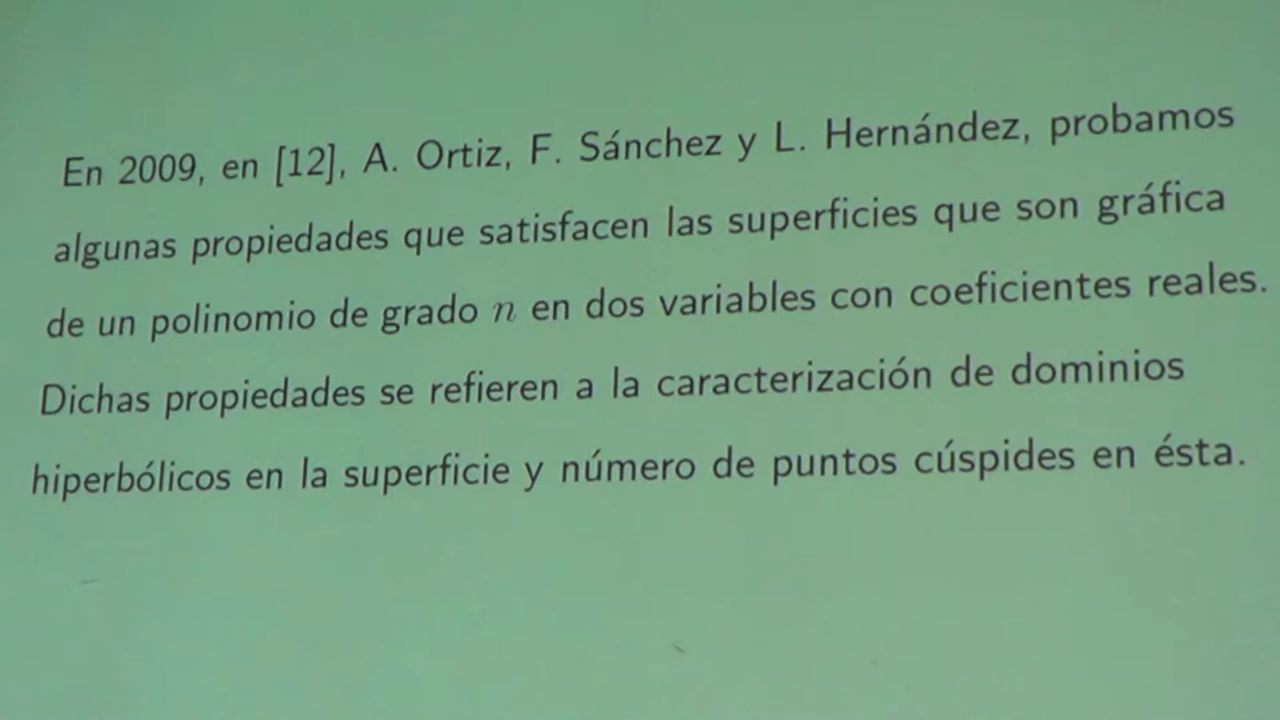 En 2009, en [12], A. Ortiz, F. Sánchez y L. Hernández, probamos
algunas propiedades que satisfacen las superficies que son gráfica
de un polinomio de grado n en dos variables con coeficientes reales.
Dichas propiedades se refieren a la caracterización de dominios
hiperbólicos en la superficie y número de puntos cúspides en ésta.